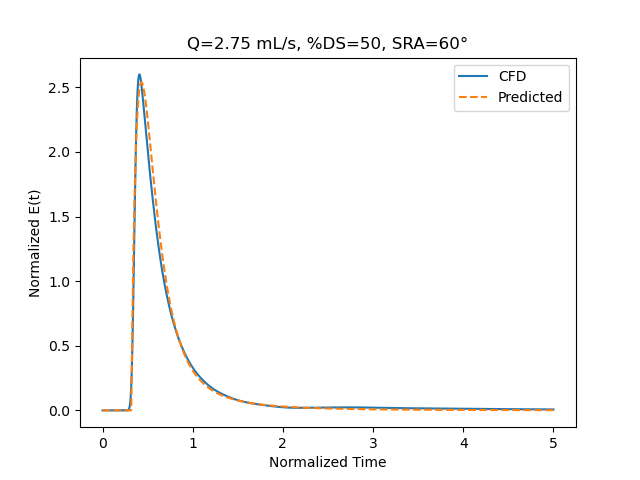 Q=2.75 mL/s, %DS=50, SRA=60°
CFD
Predicted
Normalized E(t)
2.5
2.0
1.5
1.0
0.5
0.0
0 1 2 3 4 5
Normalized Time